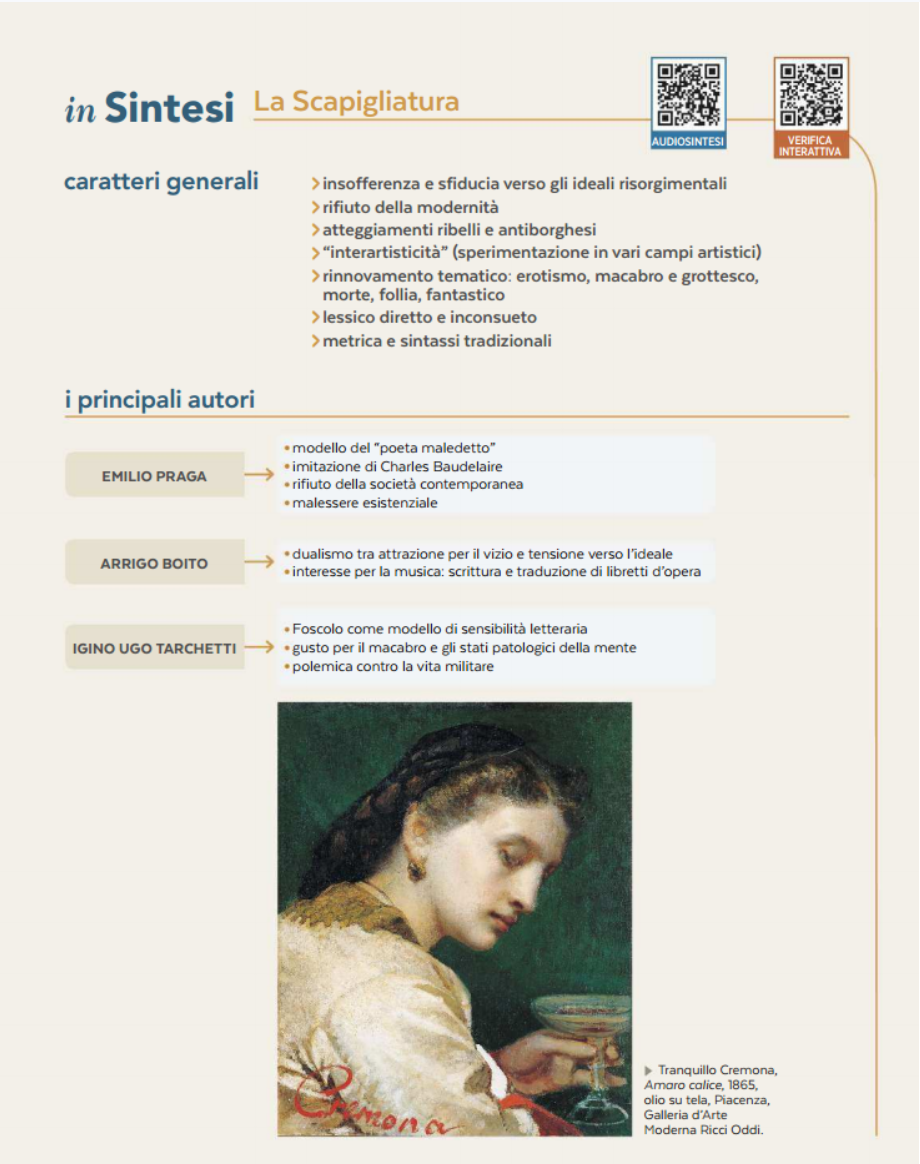 in Sintesi La Scapigliatura
AUDIOSINTESI
VERIFICA
INTERATTIVA
caratteri generali
insofferenza e sfiducia verso gli ideali risorgimentali
rifiuto della modernità
atteggiamenti ribelli e antiborghesi
“interartisticità” (sperimentazione in vari campi artistici)
rinnovamento tematico: erotismo, macabro e grottesco,
morte, follia, fantastico
lessico diretto e inconsueto
metrica e sintassi tradizionali
i principali autori
EMILIO PRAGA
• modello del “poeta maledetto”
• imitazione di Charles Baudelaire
• rifiuto della società contemporanea
• malessere esistenziale
ARRIGO BOITO
• dualismo tra attrazione per il vizio e tensione verso l’ideale
• interesse per la musica: scrittura e traduzione di libretti d’opera
IGINO UGO TARCHETTI
• Foscolo come modello di sensibilità letteraria
• gusto per il macabro e gli stati patologici della mente
• polemica contro la vita militare
Cremona
Tranquillo Cremona,
Amaro calice, 1865,
olio su tela, Piacenza,
Galleria d’Arte
Moderna Ricci Oddi.